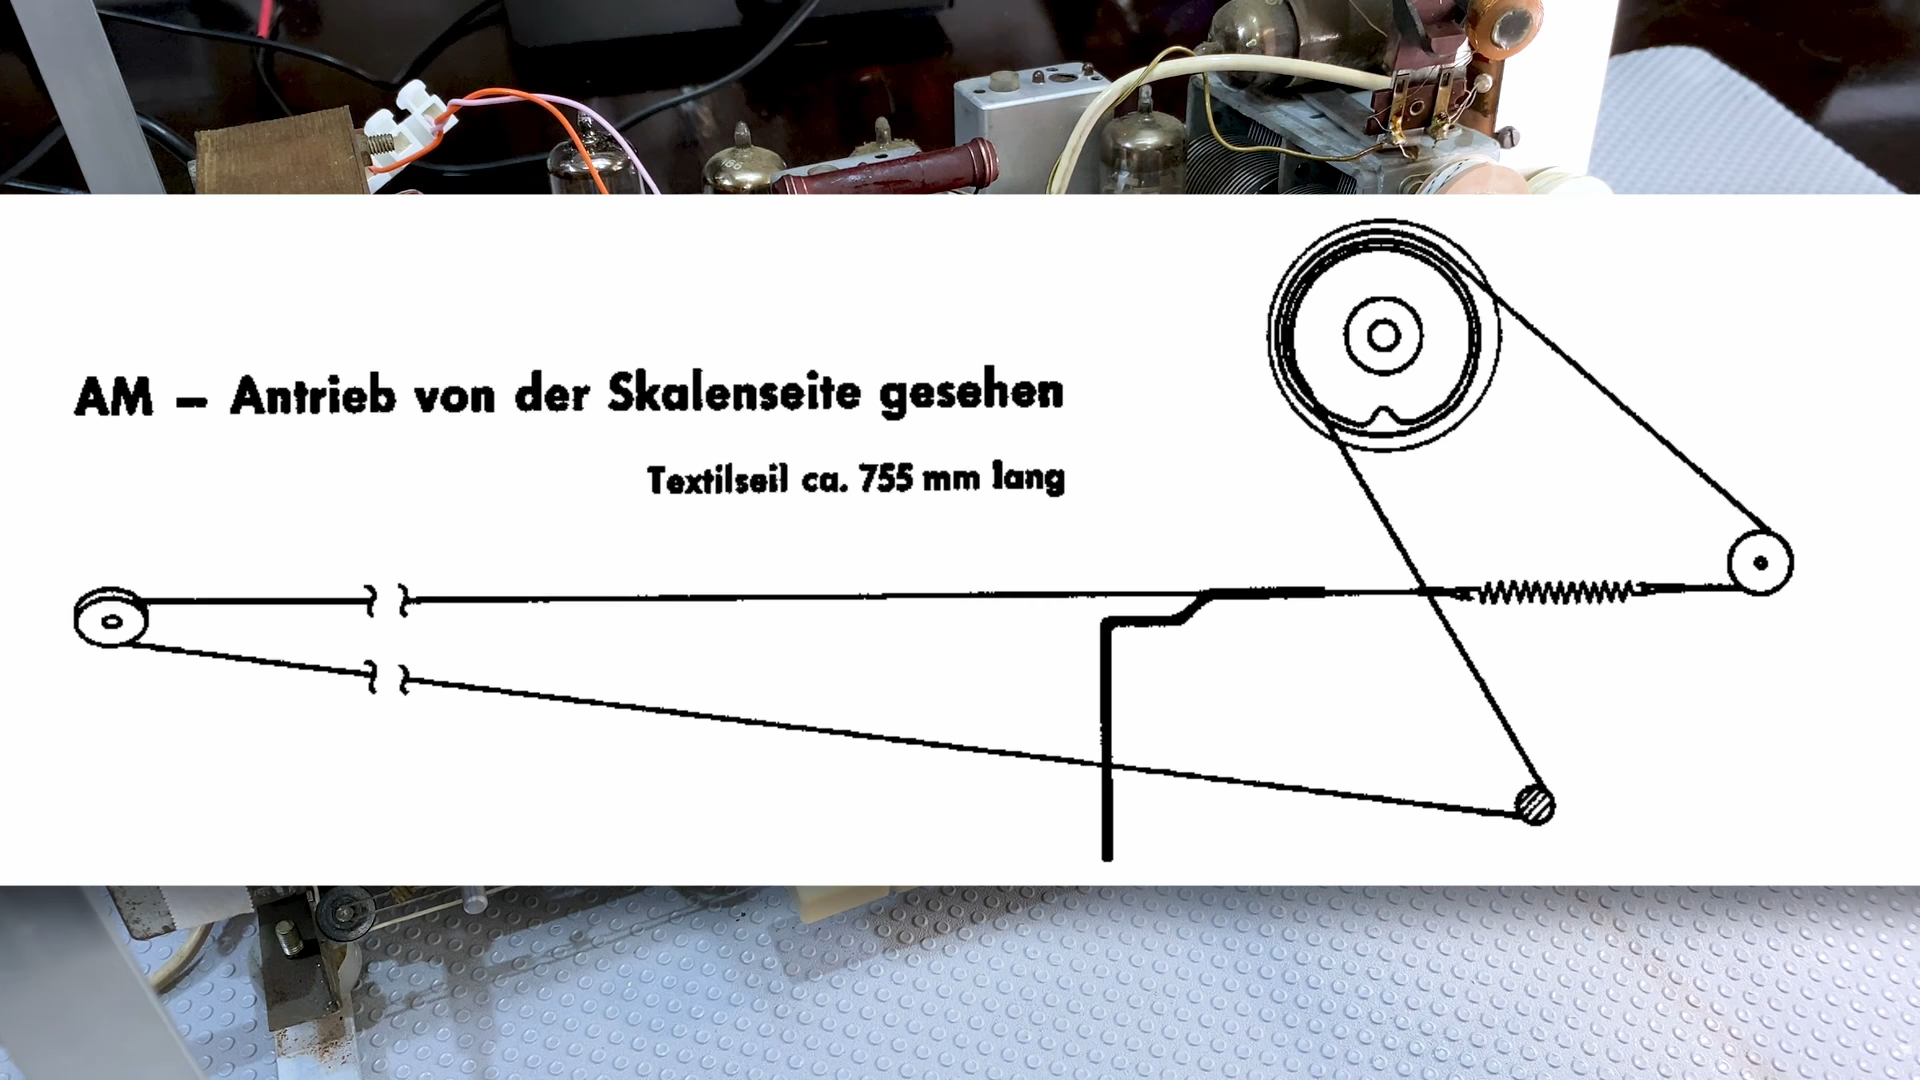 AM – Antrieb von der Skalenseite gesehen
Textilseil ca. 755 mm lang